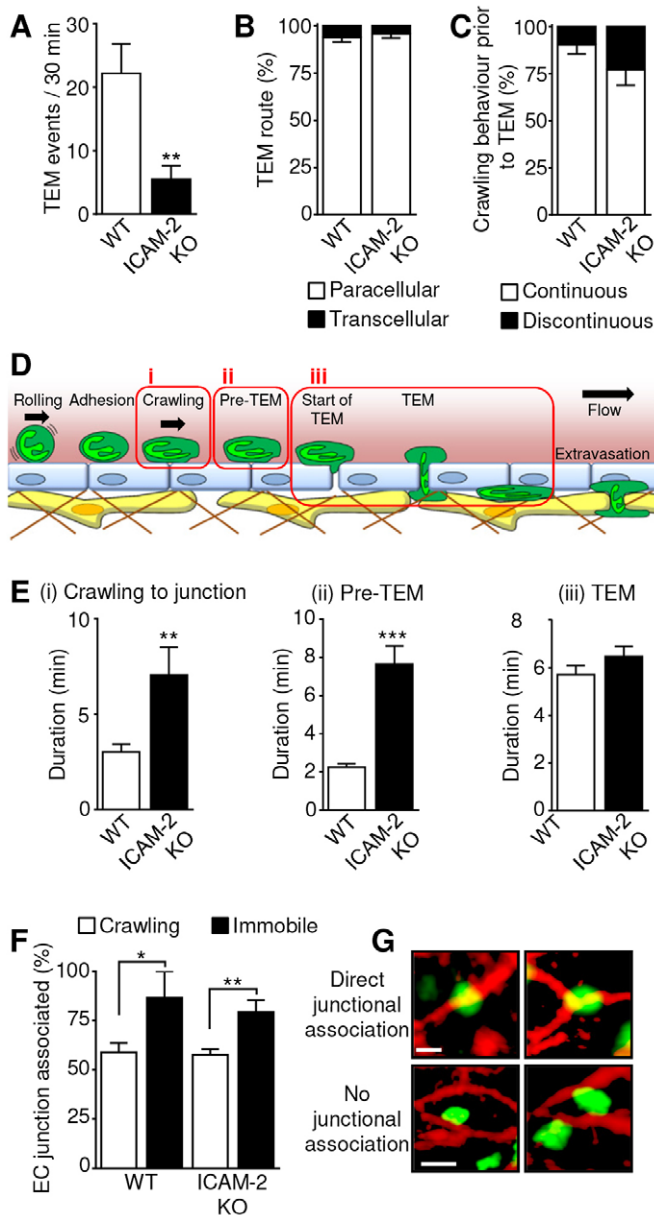 A
TEM events / 30 min
30
20
10
0
**
WT
ICAM-2
KO
B
TEM route (%)
100
75
50
25
0
WT
ICAM-2
KO
Paracellular
Transcellular
C
Crawling behaviour prior
to TEM (%)
100
75
50
25
0
WT
ICAM-2
KO
Continuous
Discontinuous
D
i
ii
iii
Rolling
Adhesion
Crawling
Pre-TEM
Start of
TEM
TEM
Flow
Extravasation
E
(i) Crawling to junction
Duration (min)
10
5
0
**
WT
ICAM-2
KO
(ii) Pre-TEM
Duration (min)
10
8
6
4
2
0
***
WT
ICAM-2
KO
(iii) TEM
Duration (min)
8
6
4
2
0
WT
ICAM-2
KO
F
Crawling
Immobile
EC junction associated (%)
100
75
50
25
0
*
**
WT
ICAM-2
KO
G
Direct
junctional
association
No
junctional
association